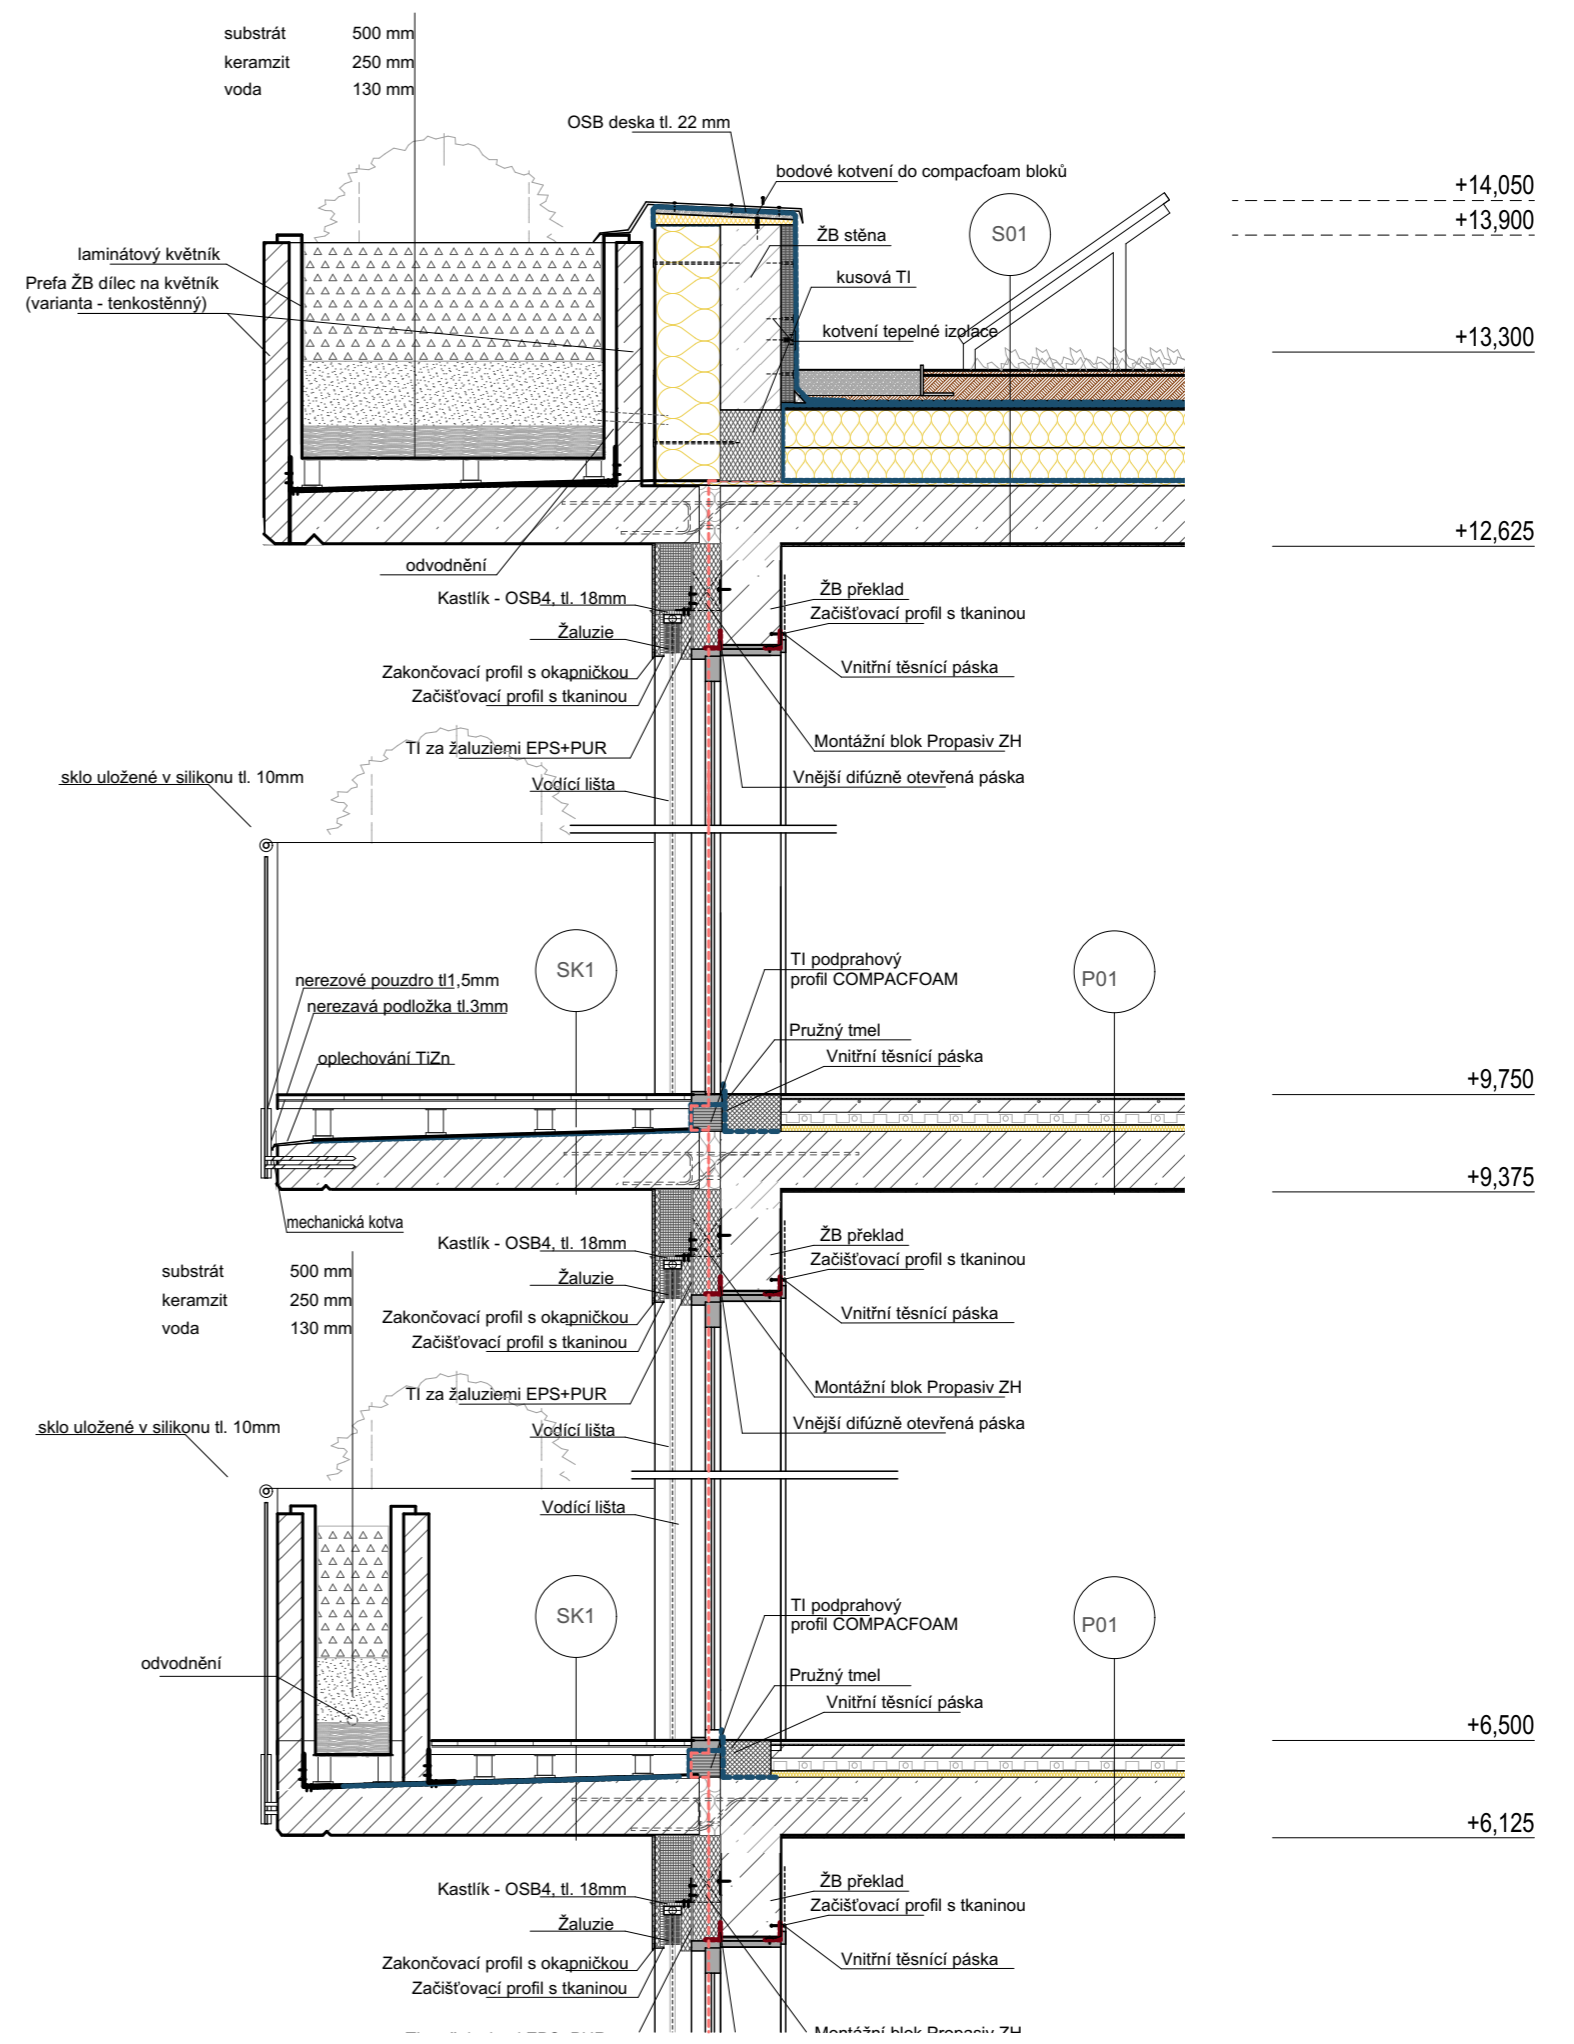 substrát 500 mm
keramzit 250 mm
voda 130 mm
OSB deska tl. 22 mm
bodové kotvení do compacfoam bloků
+14,050
+13,900
S01
ŽB stěna
laminátový květník
kusová TI
Prefa ŽB dílec na květník
(varianta - tenkostěnný)
kotvení tepelné izolace
+13,300
+12,625
odvodnění
Kastlík - OSB4, tl. 18mm
ŽB překlad
Začišťovací profil s tkaninou
Žaluzie
Vnitřní těsnící páska
Zakončovací profil s okapničkou
Začišťovací profil s tkaninou
TI za žaluziemi EPS+PUR
Montážní blok Propasiv ZH
sklo uložené v silikonu tl. 10mm
Vodící lišta
Vnější difúzně otevřená páska
SK1
TI podprahový
profil COMPACFOAM
P01
nerezové pouzdro tl1,5mm
nerezavá podložka tl.3mm
Pružný tmel
oplechování TiZn
Vnitřní těsnící páska
+9,750
+9,375
mechanická kotva
Kastlík - OSB4, tl. 18mm
ŽB překlad
Začišťovací profil s tkaninou
substrát 500 mm
keramzit 250 mm
voda 130 mm
Žaluzie
Vnitřní těsnící páska
Zakončovací profil s okapničkou
Začišťovací profil s tkaninou
TI za žaluziemi EPS+PUR
Montážní blok Propasiv ZH
sklo uložené v silikonu tl. 10mm
Vodící lišta
Vnější difúzně otevřená páska
Vodící lišta
SK1
TI podprahový
profil COMPACFOAM
P01
odvodnění
Pružný tmel
Vnitřní těsnící páska
+6,500
+6,125
Kastlík - OSB4, tl. 18mm
ŽB překlad
Začišťovací profil s tkaninou
Žaluzie
Vnitřní těsnící páska
Zakončovací profil s okapničkou
Začišťovací profil s tkaninou
Montážní blok Propasiv ZH